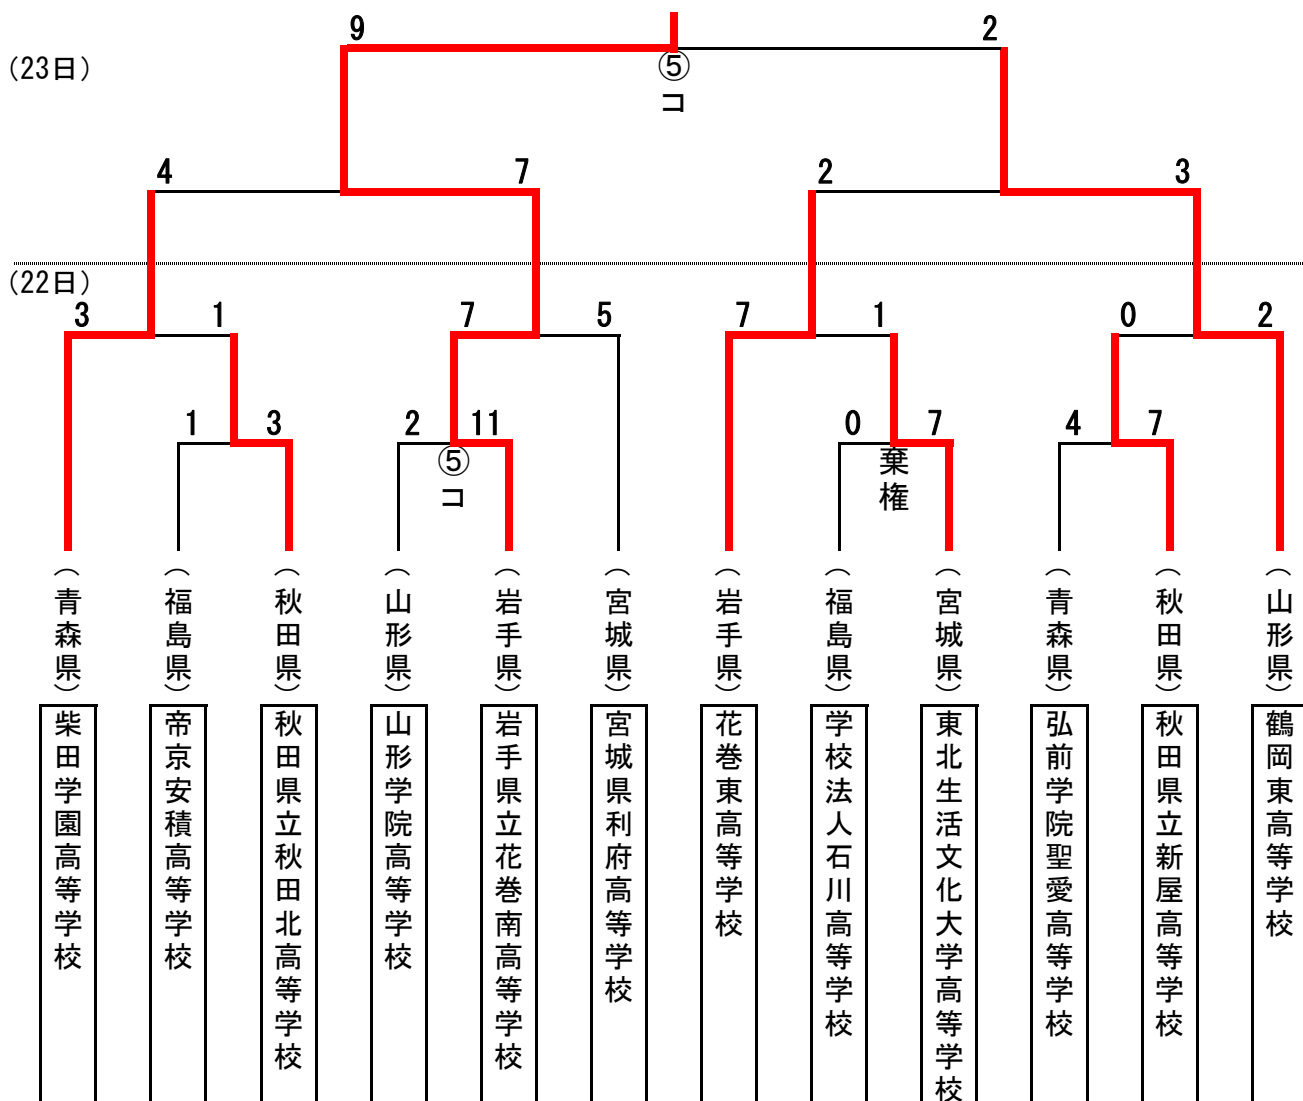 9 2
(23日)
⑤
コ
4 7 2 3
(22日)
3 1 7 5 7 1 0 2
1 3 2 11 0 7 4 7
⑤
コ
棄権
(青森県)
柴田学園高等学校
(福島県)
帝京安積高等学校
(秋田県)
秋田県立秋田北高等学校
(山形県)
山形学院高等学校
(岩手県)
岩手県立花巻南高等学校
(宮城県)
宮城県利府高等学校
(岩手県)
花巻東高等学校
(福島県)
学校法人石川高等学校
(宮城県)
東北生活文化大学高等学校
(青森県)
弘前学院聖愛高等学校
(秋田県)
秋田県立新屋高等学校
(山形県)
鶴岡東高等学校